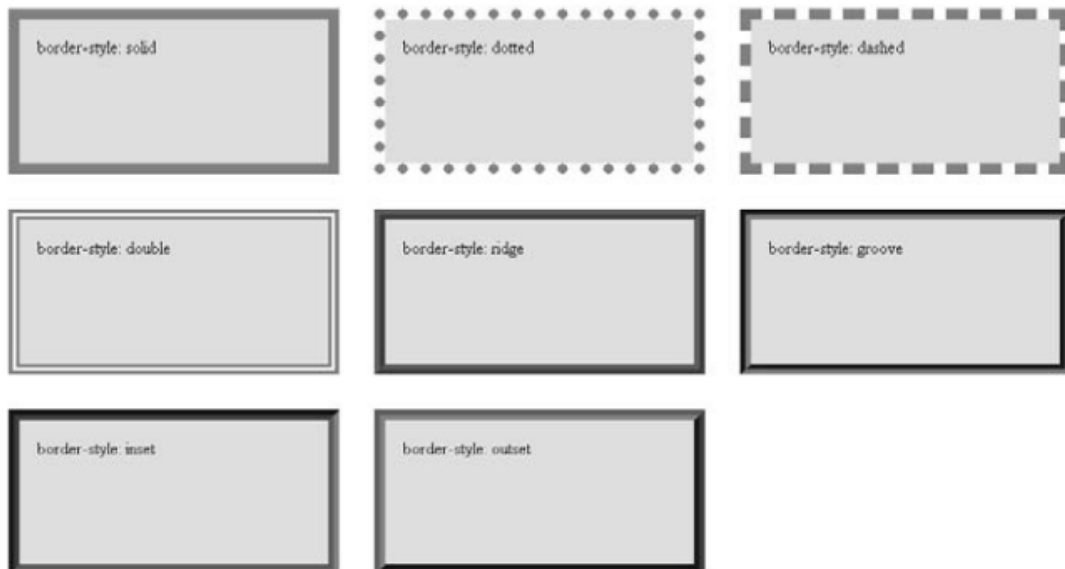 border-style: solid
border-style: dotted
border-style: dashed
border-style: double
border-style: ridge
border-style: groove
border-style: inset
border-style: outset